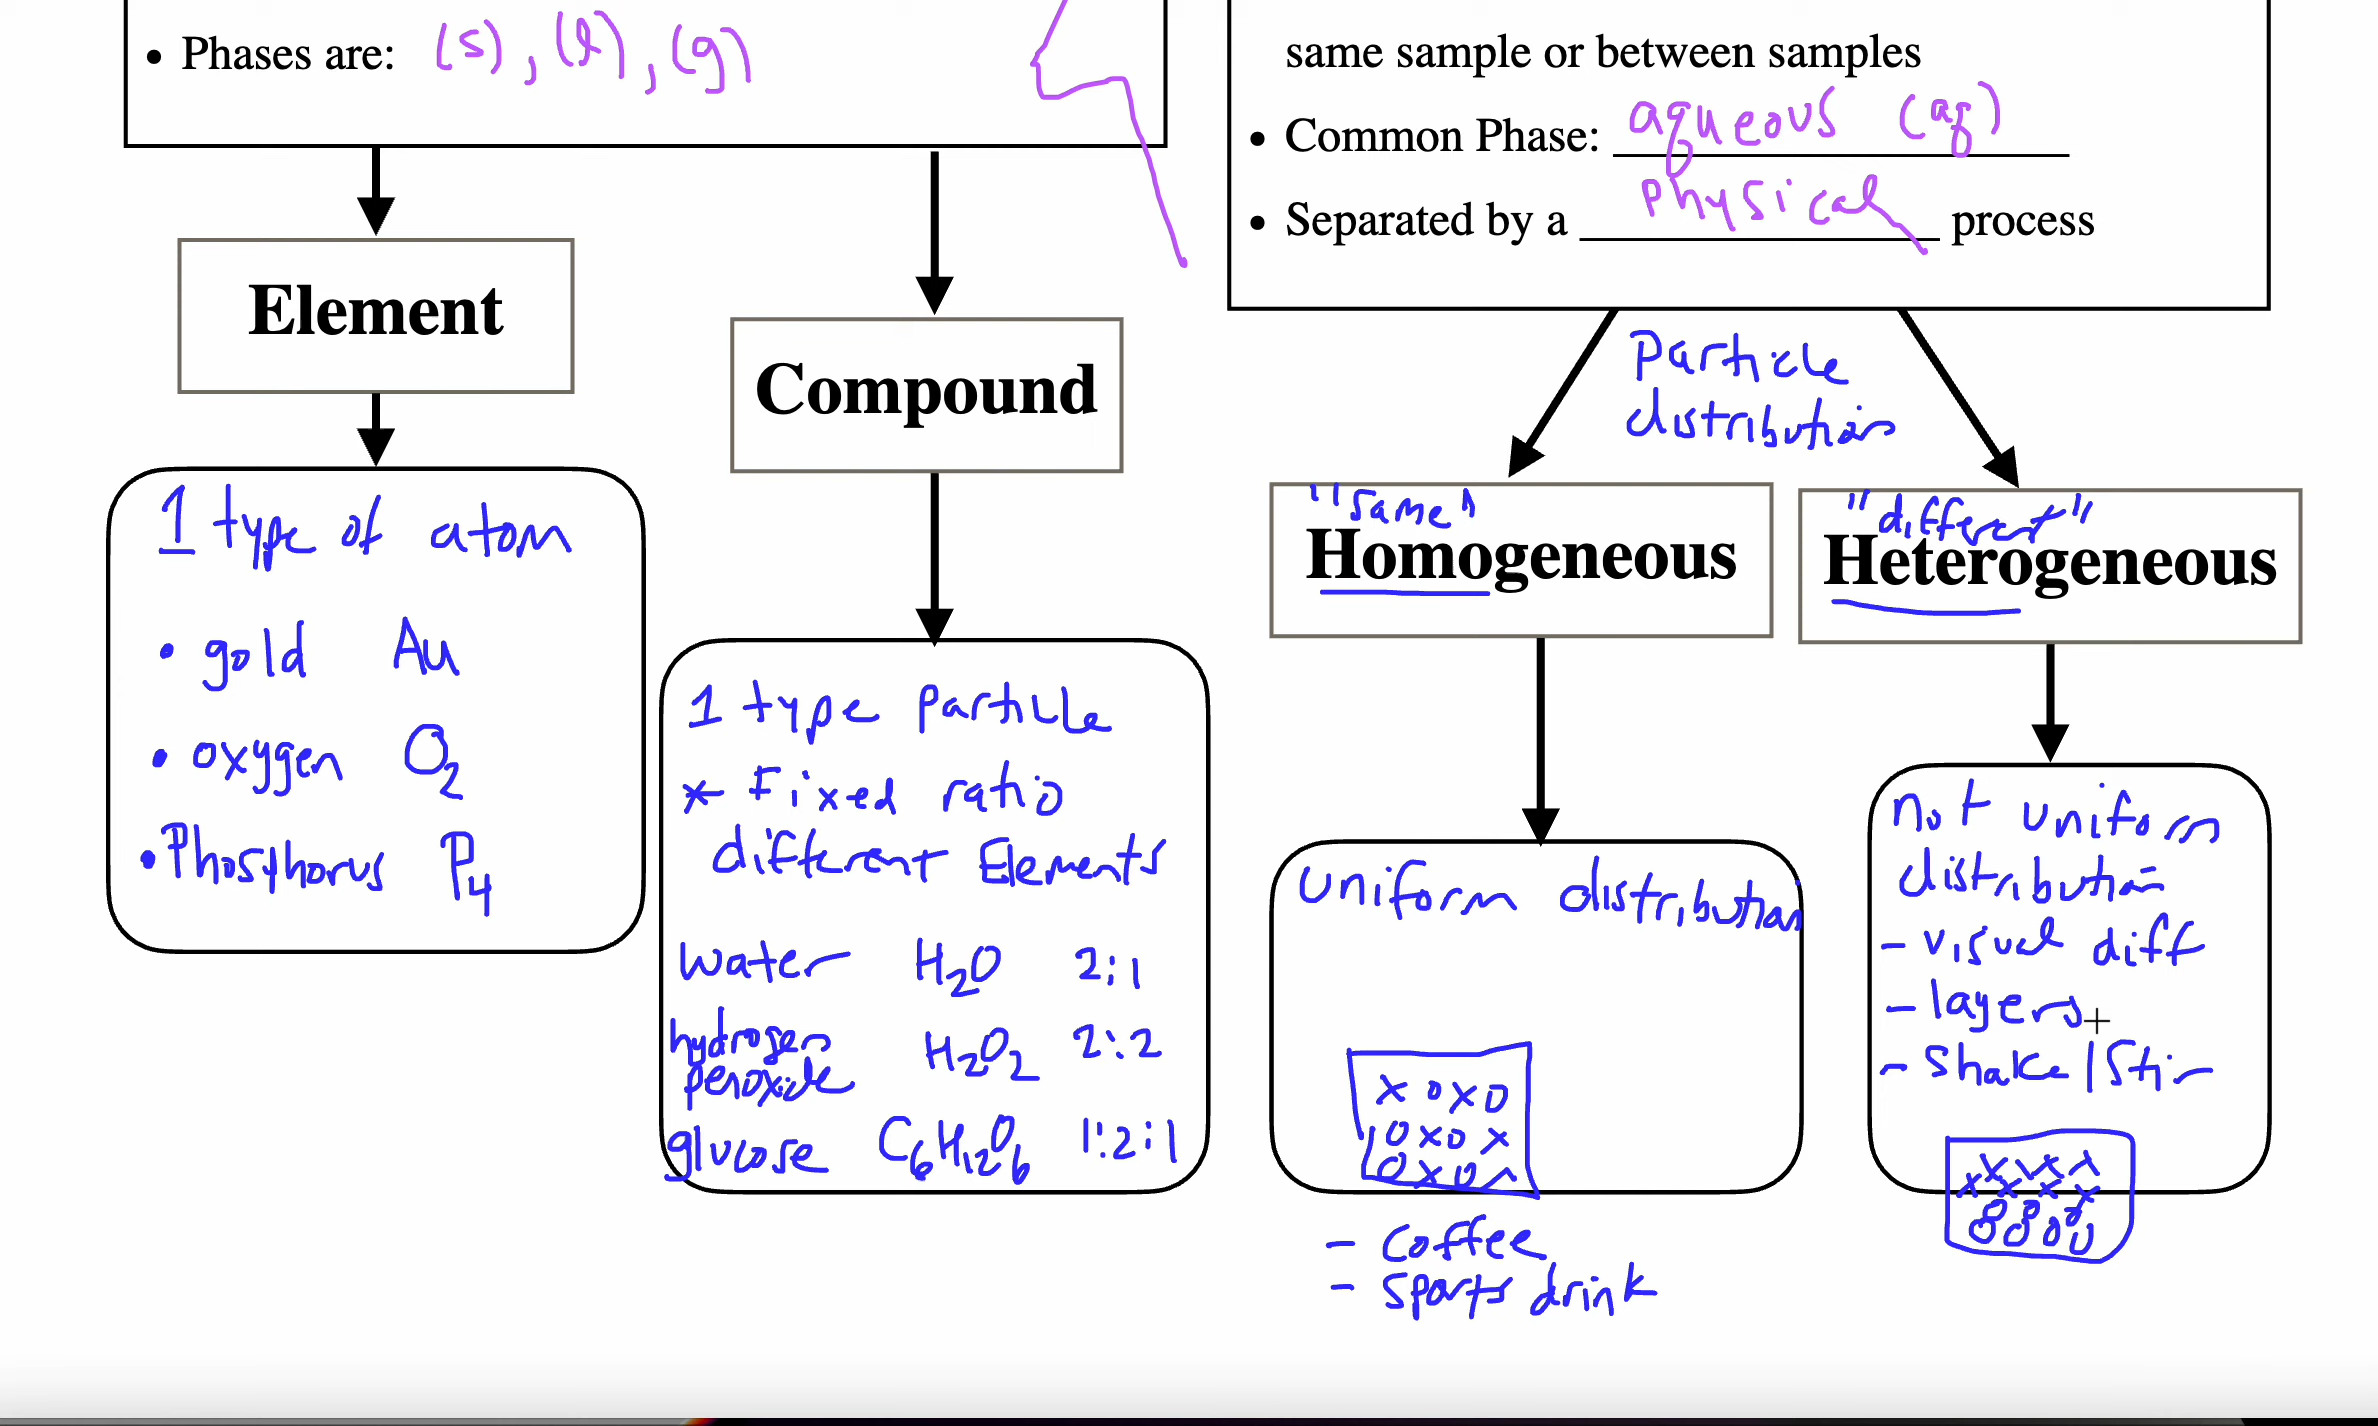 • Phases are: (s), (l), (g)
same sample or between samples
• Common Phase: aqueous (aq)
• Separated by a physical process
Element
1 type of atom
• gold Au
• oxygen O₂
• Phosphorus P₄
Compound
1 type particle
* Fixed ratio
different Elements
water H₂O 2:1
hydrogen
peroxide H₂O₂ 2:2
glucose C₆H₁₂O₆ 1:2:1
Particle
distribution
"same"
Homogeneous
uniform distribution
x o x o
o x o x
o x o x
- coffee
- sports drink
"different"
Heterogeneous
not uniform
distribution
- visual diff
- layers
- shake/stir
x x x x
x x x x